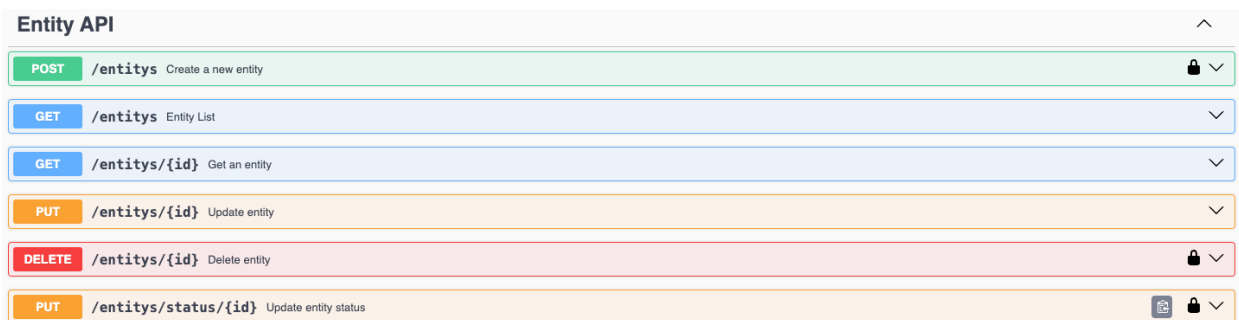 Entity API
POST /entitys Create a new entity
GET /entitys Entity List
GET /entitys/{id} Get an entity
PUT /entitys/{id} Update entity
DELETE /entitys/{id} Delete entity
PUT /entitys/status/{id} Update entity status